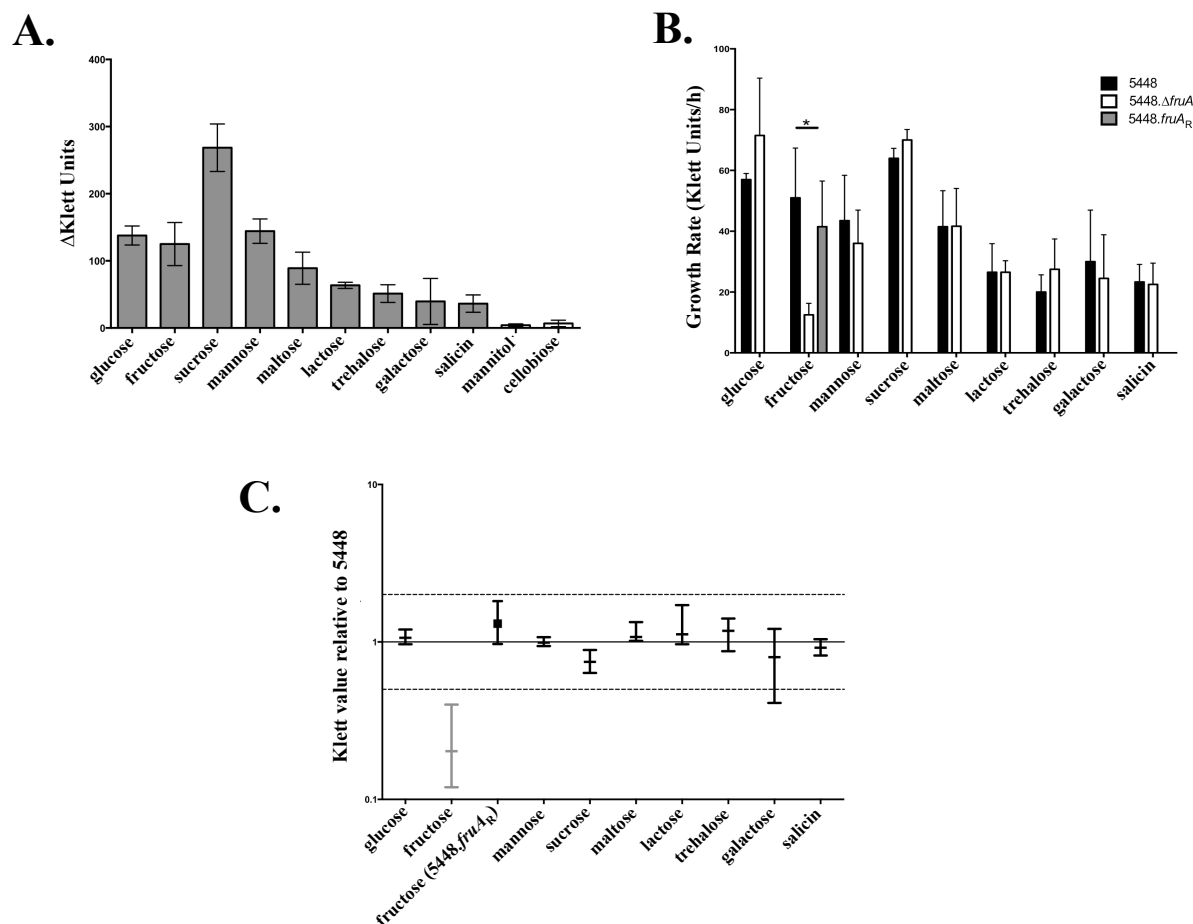 A.
ΔKlett Units
400
300
200
100
0
glucose
fructose
sucrose
mannose
maltose
lactose
trehalose
galactose
salicin
mannitol
cellobiose
B.
Growth Rate (Klett Units/h)
100
80
60
40
20
0
*
5448
5448.ΔfruA
5448.fruAR
glucose
fructose
mannose
sucrose
maltose
lactose
trehalose
galactose
salicin
C.
Klett value relative to 5448
10
1
0.1
glucose
fructose
fructose (5448.fruAR)
mannose
sucrose
maltose
lactose
trehalose
galactose
salicin